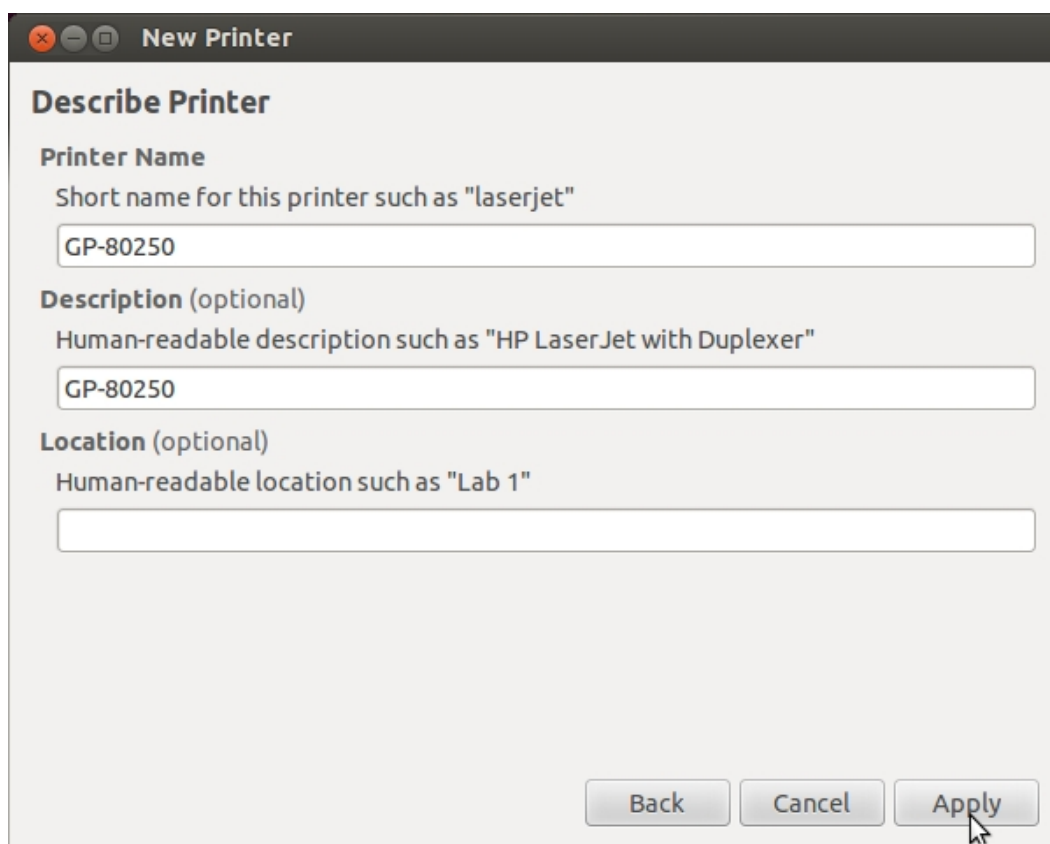 New Printer
Describe Printer
Printer Name
Short name for this printer such as "laserjet"
GP-80250
Description (optional)
Human-readable description such as "HP LaserJet with Duplexer"
GP-80250
Location (optional)
Human-readable location such as "Lab 1"
Back Cancel Apply